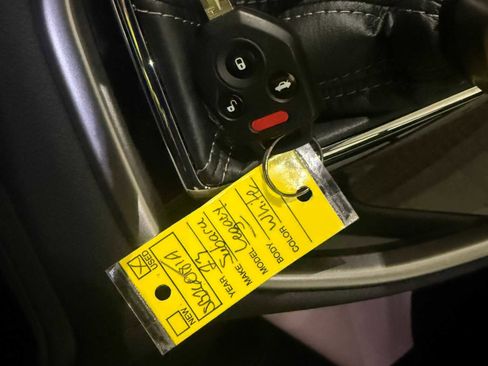 NEW USED
YEAR 13
MAKE Subaru
MODEL Legacy
BODY
COLOR White